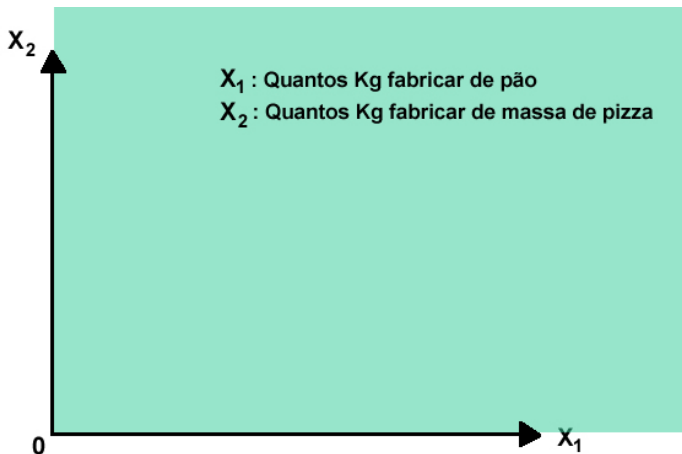 X2
X1 : Quantos Kg fabricar de pão
X2 : Quantos Kg fabricar de massa de pizza
0
X1